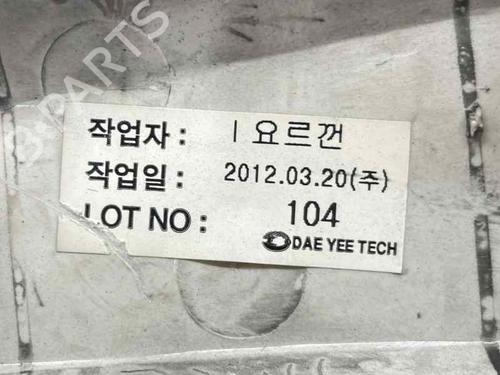 B-PARTS
작업자 : I 요르껀
작업일 : 2012.03.20(주)
LOT NO : 104
DAE YEE TECH